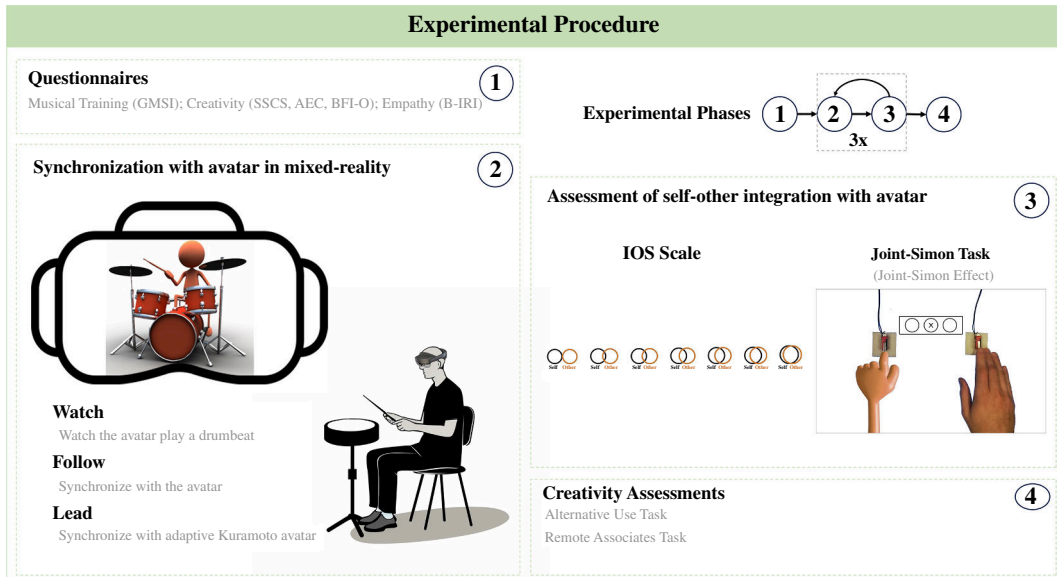 Experimental Procedure
Questionnaires
1
Musical Training (GMSI); Creativity (SSCS, AEC, BFI-O); Empathy (B-IRI)
Experimental Phases
1
2
3
4
3x
Synchronization with avatar in mixed-reality
2
Watch
Watch the avatar play a drumbeat
Follow
Synchronize with the avatar
Lead
Synchronize with adaptive Kuramoto avatar
Assessment of self-other integration with avatar
3
IOS Scale
Self Other
Self Other
Self Other
Self Other
Self Other
Self Other
Self Other
Joint-Simon Task
(Joint-Simon Effect)
x
Creativity Assessments
4
Alternative Use Task
Remote Associates Task